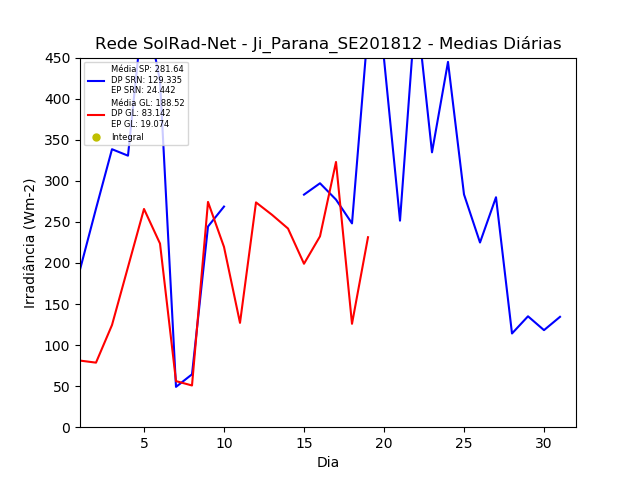 Rede SolRad-Net - Ji_Parana_SE201812 - Medias Diárias
Média SP: 281.64
DP SRN: 129.335
EP SRN: 24.442
Média GL: 188.52
DP GL: 83.142
EP GL: 19.074
Integral
Irradiância (Wm-2)
450
400
350
300
250
200
150
100
50
0
5 10 15 20 25 30
Dia